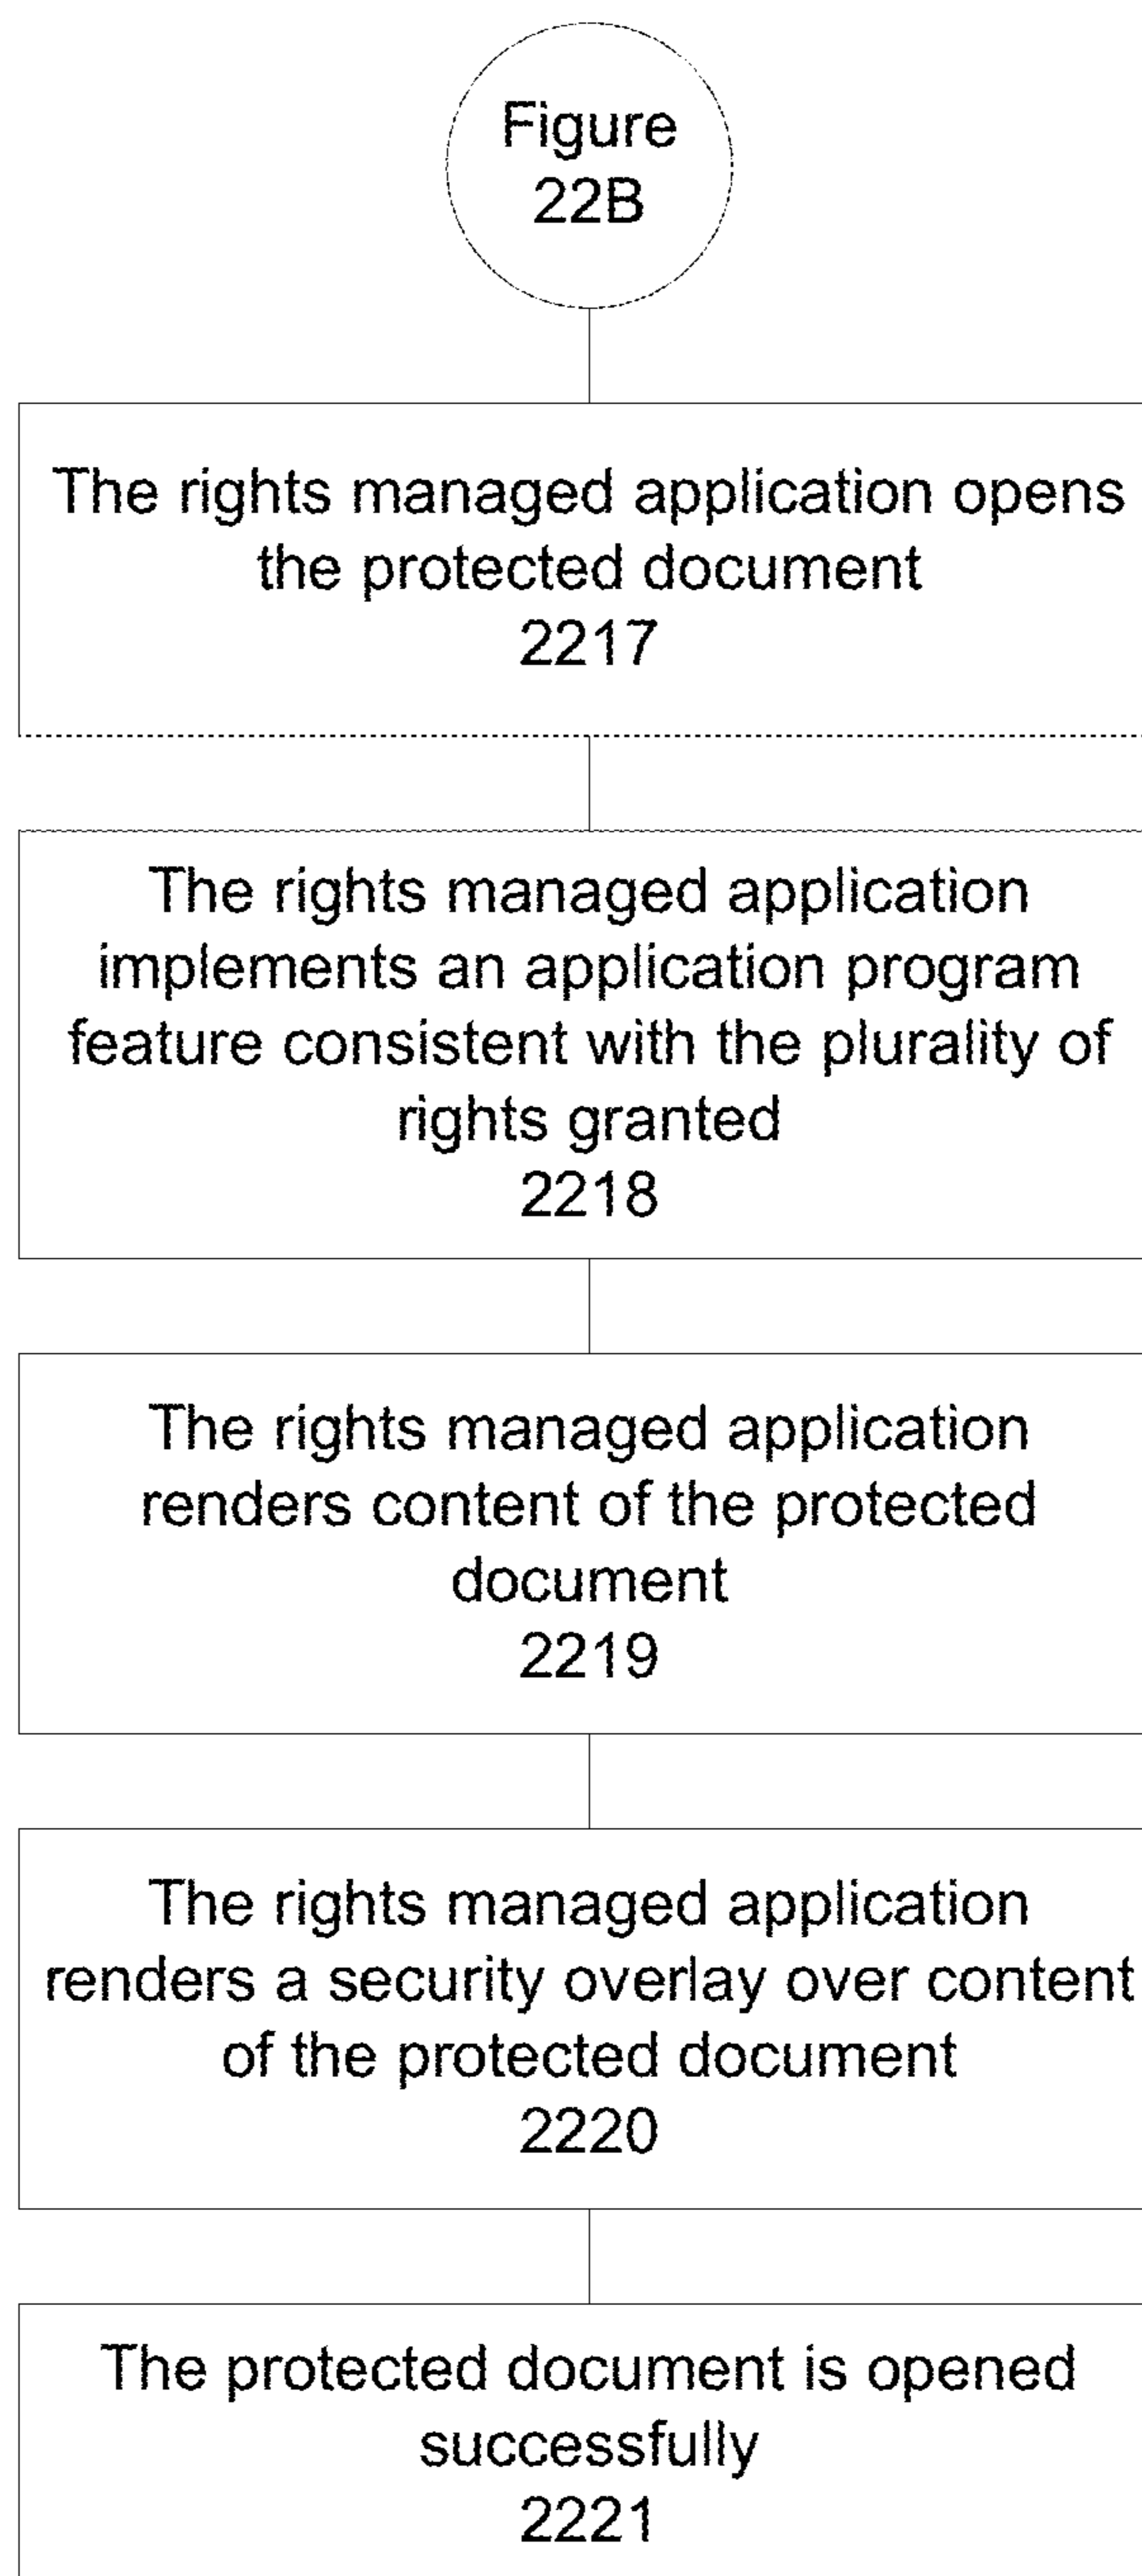 Figure
22B
The rights managed application opens
the protected document
2217
The rights managed application
implements an application program
feature consistent with the plurality of
rights granted
2218
The rights managed application
renders content of the protected
document
2219
The rights managed application
renders a security overlay over content
of the protected document
2220
The protected document is opened
successfully
2221